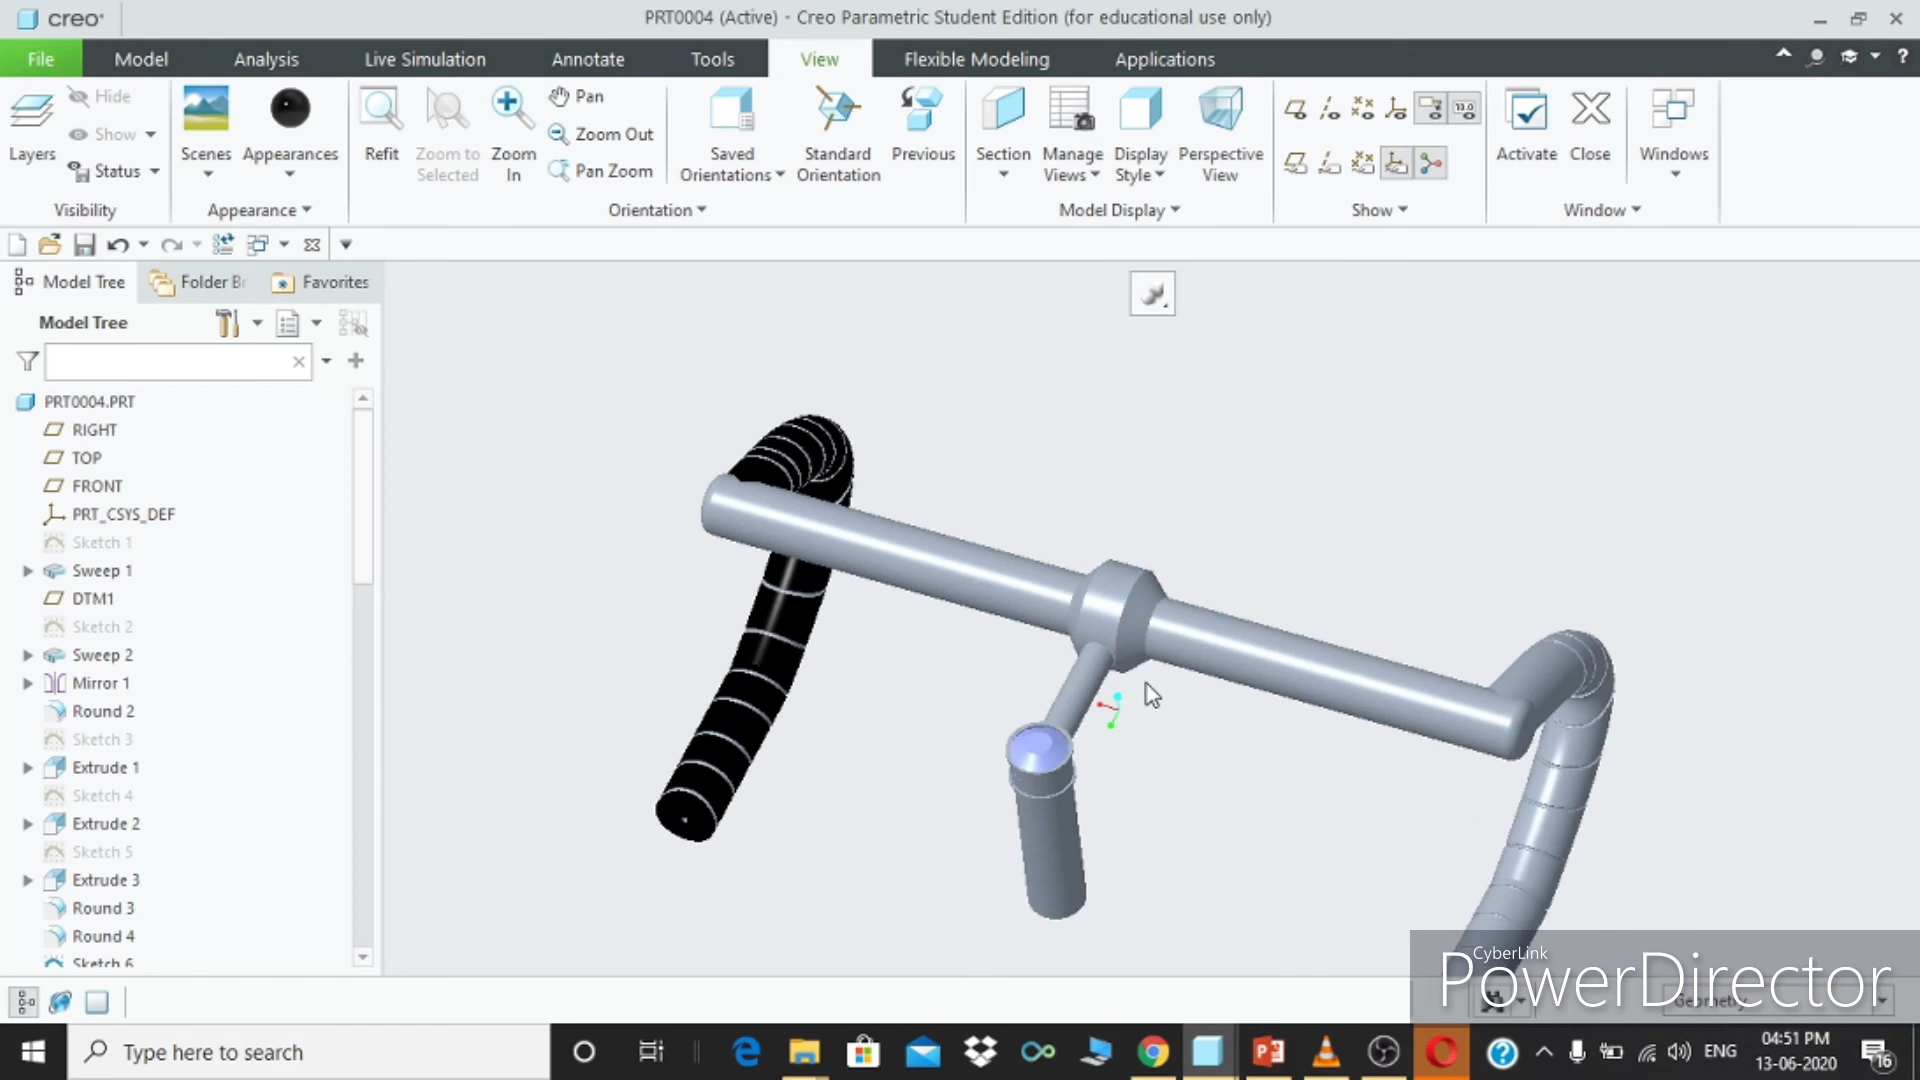 creo
PRT0004 (Active) - Creo Parametric Student Edition (for educational use only)
File Model Analysis Live Simulation Annotate Tools View Flexible Modeling Applications
Layers
Hide
Show
Status
Visibility
Scenes
Appearances
Appearance
Refit
Zoom to
Selected
Zoom
In
Pan
Zoom Out
Pan Zoom
Saved
Orientations
Standard
Orientation
Previous
Orientation
Section
Manage
Views
Display
Style
Perspective
View
Model Display
Show
Activate
Close
Windows
Window
Model Tree
Folder Br
Favorites
Model Tree
PRT0004.PRT
RIGHT
TOP
FRONT
PRT_CSYS_DEF
Sketch 1
Sweep 1
DTM1
Sketch 2
Sweep 2
Mirror 1
Round 2
Sketch 3
Extrude 1
Sketch 4
Extrude 2
Sketch 5
Extrude 3
Round 3
Round 4
Sketch 6
CyberLink
PowerDirector
Geometry
Type here to search
ENG
04:51 PM
13-06-2020
16